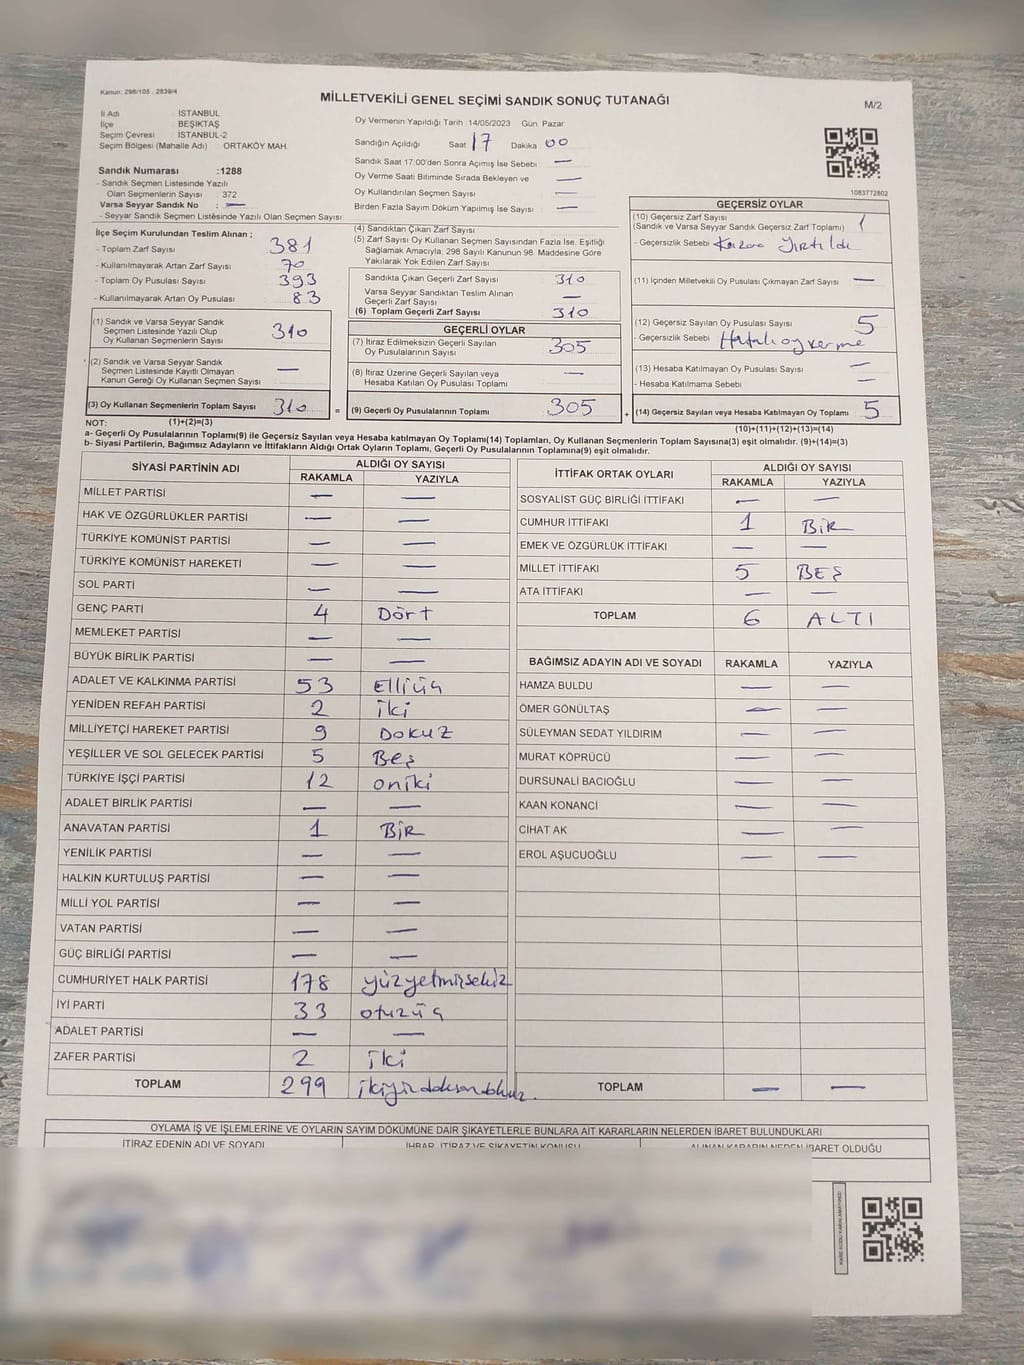 Kanun: 298/105 , 2839/4
MİLLETVEKİLİ GENEL SEÇİMİ SANDIK SONUÇ TUTANAĞI
M/2
İl Adı : İSTANBUL
İlçe : BEŞİKTAŞ
Seçim Çevresi : İSTANBUL-2
Seçim Bölgesi (Mahalle Adı) : ORTAKÖY MAH.
Sandık Numarası :1288
- Sandık Seçmen Listesinde Yazılı
Olan Seçmenlerin Sayısı : 372
Varsa Seyyar Sandık No : —
- Seyyar Sandık Seçmen Listesinde Yazılı Olan Seçmen Sayısı:
Oy Vermenin Yapıldığı Tarih :14/05/2023 Gün: Pazar
Sandığın Açıldığı Saat 17 Dakika 00
Sandık Saat 17:00'den Sonra Açımış İse Sebebi : —
Oy Verme Saati Bitiminde Sırada Bekleyen ve —
Oy Kullandırılan Seçmen Sayısı : —
Birden Fazla Sayım Döküm Yapılmış İse Sayısı : —
1083772802
İlçe Seçim Kurulundan Teslim Alınan ;
- Toplam Zarf Sayısı 381
- Kullanılmayarak Artan Zarf Sayısı 70
- Toplam Oy Pusulası Sayısı 393
- Kullanılmayarak Artan Oy Pusulası 83
(1) Sandık ve Varsa Seyyar Sandık
Seçmen Listesinde Yazılı Olup 310
Oy Kullanan Seçmenlerin Sayısı
(2) Sandık ve Varsa Seyyar Sandık
Seçmen Listesinde Kayıtlı Olmayan —
Kanun Gereği Oy Kullanan Seçmen Sayısı
(3) Oy Kullanan Seçmenlerin Toplam Sayısı 310
(1)+(2)=(3)
(4) Sandıktan Çıkan Zarf Sayısı
(5) Zarf Sayısı Oy Kullanan Seçmen Sayısından Fazla İse, Eşitliği
Sağlamak Amacıyla; 298 Sayılı Kanunun 98. Maddesine Göre
Yakılarak Yok Edilen Zarf Sayısı
Sandıkta Çıkan Geçerli Zarf Sayısı 310
Varsa Seyyar Sandıktan Teslim Alınan
Geçerli Zarf Sayısı —
(6) Toplam Geçerli Zarf Sayısı 310
GEÇERLİ OYLAR
(7) İtiraz Edilmeksizin Geçerli Sayılan
Oy Pusulalarının Sayısı 305
(8) İtiraz Üzerine Geçerli Sayılan veya
Hesaba Katılan Oy Pusulası Toplamı —
= (9) Geçerli Oy Pusulalarının Toplamı 305 +
GEÇERSİZ OYLAR
(10) Geçersiz Zarf Sayısı 1
(Sandık ve Varsa Seyyar Sandık Geçersiz Zarf Toplamı)
- Geçersizlik Sebebi Kazara Yırtıldı
(11) İçinden Milletvekili Oy Pusulası Çıkmayan Zarf Sayısı —
(12) Geçersiz Sayılan Oy Pusulası Sayısı 5
- Geçersizlik Sebebi Hatalı oy verme
(13) Hesaba Katılmayan Oy Pusulası Sayısı —
- Hesaba Katılmama Sebebi —
(14) Geçersiz Sayılan veya Hesaba Katılmayan Oy Toplamı 5
(10)+(11)+(12)+(13)=(14)
NOT:
a- Geçerli Oy Pusulalarının Toplamı(9) ile Geçersiz Sayılan veya Hesaba katılmayan Oy Toplamı(14) Toplamları, Oy Kullanan Seçmenlerin Toplam Sayısına(3) eşit olmalıdır. (9)+(14)=(3)
b- Siyasi Partilerin, Bağımsız Adayların ve İttifakların Aldığı Ortak Oyların Toplamı, Geçerli Oy Pusulalarının Toplamına(9) eşit olmalıdır.
SİYASİ PARTİNİN ADI ALDIĞI OY SAYISI
RAKAMLA YAZIYLA
MİLLET PARTİSİ — —
HAK VE ÖZGÜRLÜKLER PARTİSİ — —
TÜRKİYE KOMÜNİST PARTİSİ — —
TÜRKİYE KOMÜNİST HAREKETİ — —
SOL PARTİ — —
GENÇ PARTİ 4 Dört
MEMLEKET PARTİSİ — —
BÜYÜK BİRLİK PARTİSİ — —
ADALET VE KALKINMA PARTİSİ 53 Elliüç
YENİDEN REFAH PARTİSİ 2 iki
MİLLİYETÇİ HAREKET PARTİSİ 9 Dokuz
YEŞİLLER VE SOL GELECEK PARTİSİ 5 Beş
TÜRKİYE İŞÇİ PARTİSİ 12 oniki
ADALET BİRLİK PARTİSİ — —
ANAVATAN PARTİSİ 1 BİR
YENİLİK PARTİSİ — —
HALKIN KURTULUŞ PARTİSİ — —
MİLLİ YOL PARTİSİ — —
VATAN PARTİSİ — —
GÜÇ BİRLİĞİ PARTİSİ — —
CUMHURİYET HALK PARTİSİ 178 yüzyetmişsekiz
İYİ PARTİ 33 otuzüç
ADALET PARTİSİ — —
ZAFER PARTİSİ 2 İki
TOPLAM 299 ikiyüzdoksandokuz.
İTTİFAK ORTAK OYLARI ALDIĞI OY SAYISI
RAKAMLA YAZIYLA
SOSYALİST GÜÇ BİRLİĞİ İTTİFAKI — —
CUMHUR İTTİFAKI 1 BİR
EMEK VE ÖZGÜRLÜK İTTİFAKI — —
MİLLET İTTİFAKI 5 BEŞ
ATA İTTİFAKI — —
TOPLAM 6 ALTI
BAĞIMSIZ ADAYIN ADI VE SOYADI RAKAMLA YAZIYLA
HAMZA BULDU — —
ÖMER GÖNÜLTAŞ — —
SÜLEYMAN SEDAT YILDIRIM — —
MURAT KÖPRÜCÜ — —
DURSUNALİ BACIOĞLU — —
KAAN KONANCİ — —
CİHAT AK — —
EROL AŞUCUOĞLU — —
TOPLAM — —
OYLAMA İŞ VE İŞLEMLERİNE VE OYLARIN SAYIM DÖKÜMÜNE DAİR ŞİKAYETLERLE BUNLARA AİT KARARLARIN NELERDEN İBARET BULUNDUKLARI
İTİRAZ EDENİN ADI VE SOYADI İHBAR, İTİRAZ VE ŞİKAYETİN KONUSU ALINAN KARARIN NEDEN İBARET OLDUĞU